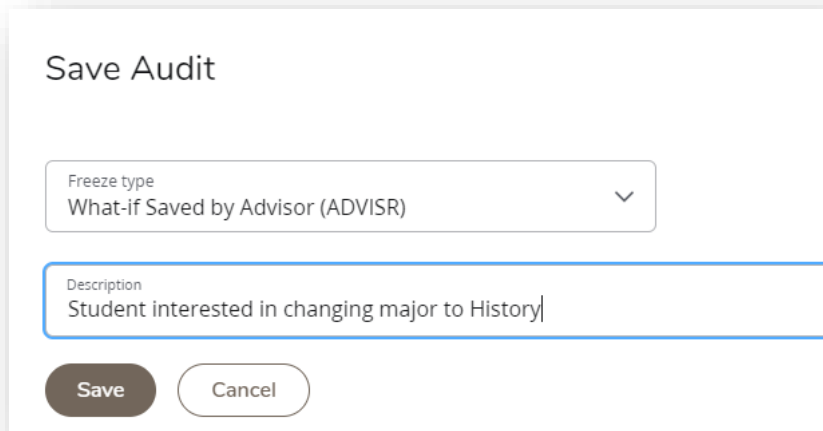 Save Audit
Freeze type
What-if Saved by Advisor (ADVISR)
Description
Student interested in changing major to History
Save
Cancel